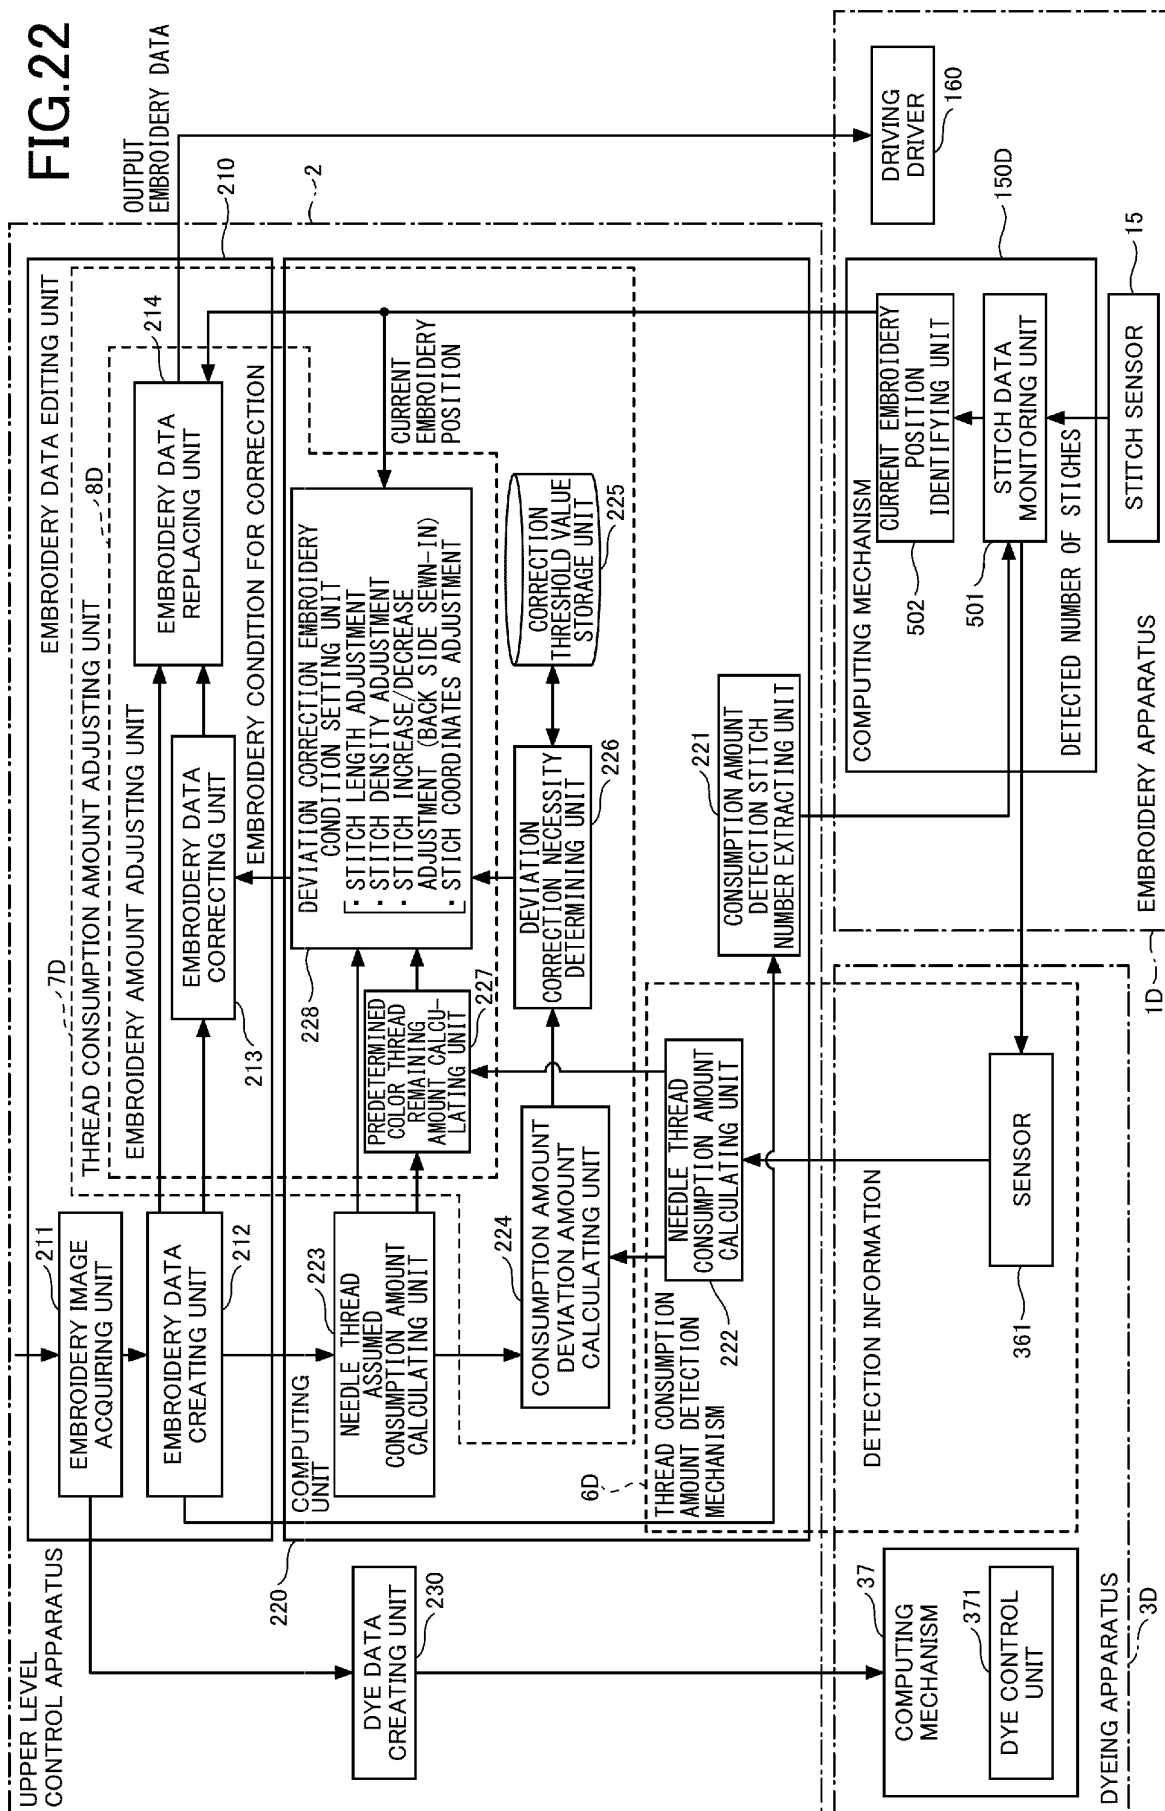 FIG.22
UPPER LEVEL
CONTROL APPARATUS
2
OUTPUT
EMBROIDERY DATA
210
EMBROIDERY DATA EDITING UNIT
7D
THREAD CONSUMPTION AMOUNT ADJUSTING UNIT
8D
EMBROIDERY AMOUNT ADJUSTING UNIT
211
EMBROIDERY IMAGE
ACQUIRING UNIT
EMBROIDERY DATA
CREATING UNIT
212
EMBROIDERY DATA
CORRECTING UNIT
213
214
EMBROIDERY DATA
REPLACING UNIT
EMBROIDERY CONDITION FOR CORRECTION
220
COMPUTING
UNIT
223
NEEDLE THREAD
ASSUMED
CONSUMPTION AMOUNT
CALCULATING UNIT
228
DEVIATION CORRECTION EMBROIDERY
CONDITION SETTING UNIT
・STITCH LENGTH ADJUSTMENT
・STITCH DENSITY ADJUSTMENT
・STITCH INCREASE/DECREASE
ADJUSTMENT (BACK SIDE SEWN-IN)
・STICH COORDINATES ADJUSTMENT
CURRENT
EMBROIDERY
POSITION
PREDETERMINED
COLOR THREAD
REMAINING
AMOUNT CALCU-
LATING UNIT
227
224
CONSUMPTION AMOUNT
DEVIATION AMOUNT
CALCULATING UNIT
DEVIATION
CORRECTION NECESSITY
DETERMINING UNIT
226
CORRECTION
THRESHOLD VALUE
STORAGE UNIT
225
6D
THREAD CONSUMPTION
AMOUNT DETECTION
MECHANISM
NEEDLE THREAD
CONSUMPTION AMOUNT
CALCULATING UNIT
222
221
CONSUMPTION AMOUNT
DETECTION STITCH
NUMBER EXTRACTING UNIT
DYE DATA
CREATING UNIT
230
37
COMPUTING
MECHANISM
371
DYE CONTROL
UNIT
DYEING APPARATUS
3D
DETECTION INFORMATION
SENSOR
361
COMPUTING MECHANISM
150D
CURRENT EMBROIDERY
POSITION
IDENTIFYING UNIT
502
STITCH DATA
MONITORING UNIT
501
DETECTED NUMBER OF STICHES
STITCH SENSOR
15
DRIVING
DRIVER
160
EMBROIDERY APPARATUS
1D